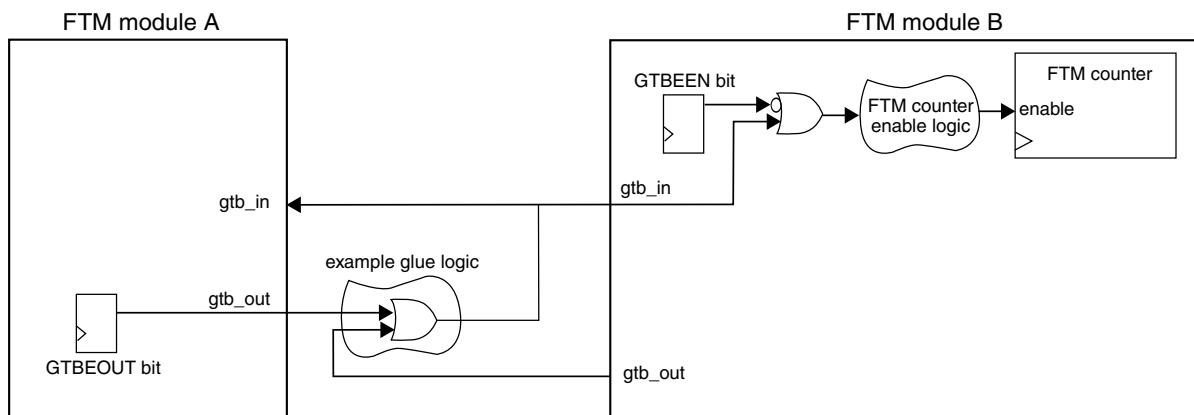 FTM module A
FTM module B
GTBEEN bit
FTM counter
enable
FTM counter
enable logic
gtb_in
gtb_in
example glue logic
gtb_out
GTBEOUT bit
gtb_out